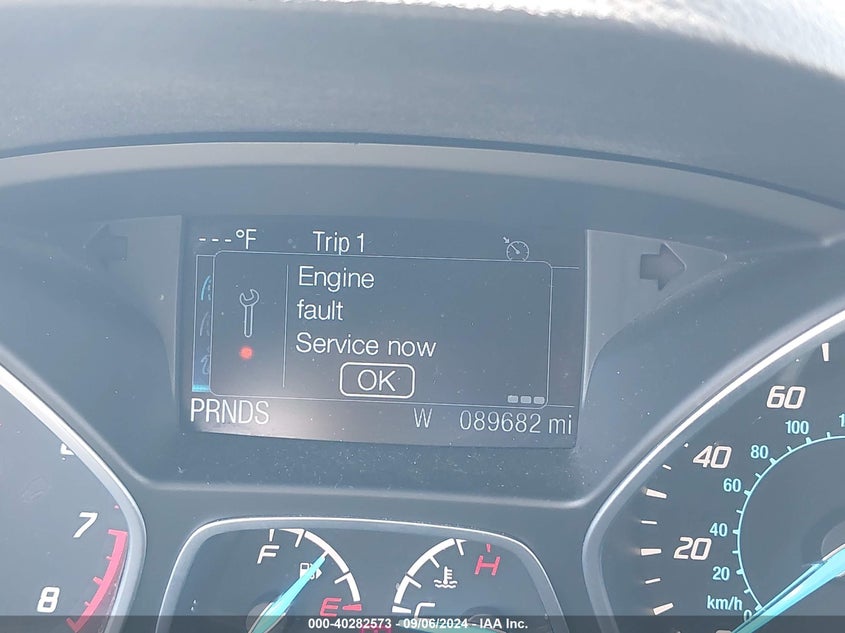 ---°F Trip 1
Engine
fault
Service now
OK
PRNDS W 089682 mi
7
8
F
E
H
C
60
40
20
100
80
60
40
20
km/h 0
000-40282573 - 09/06/2024 - IAA Inc.